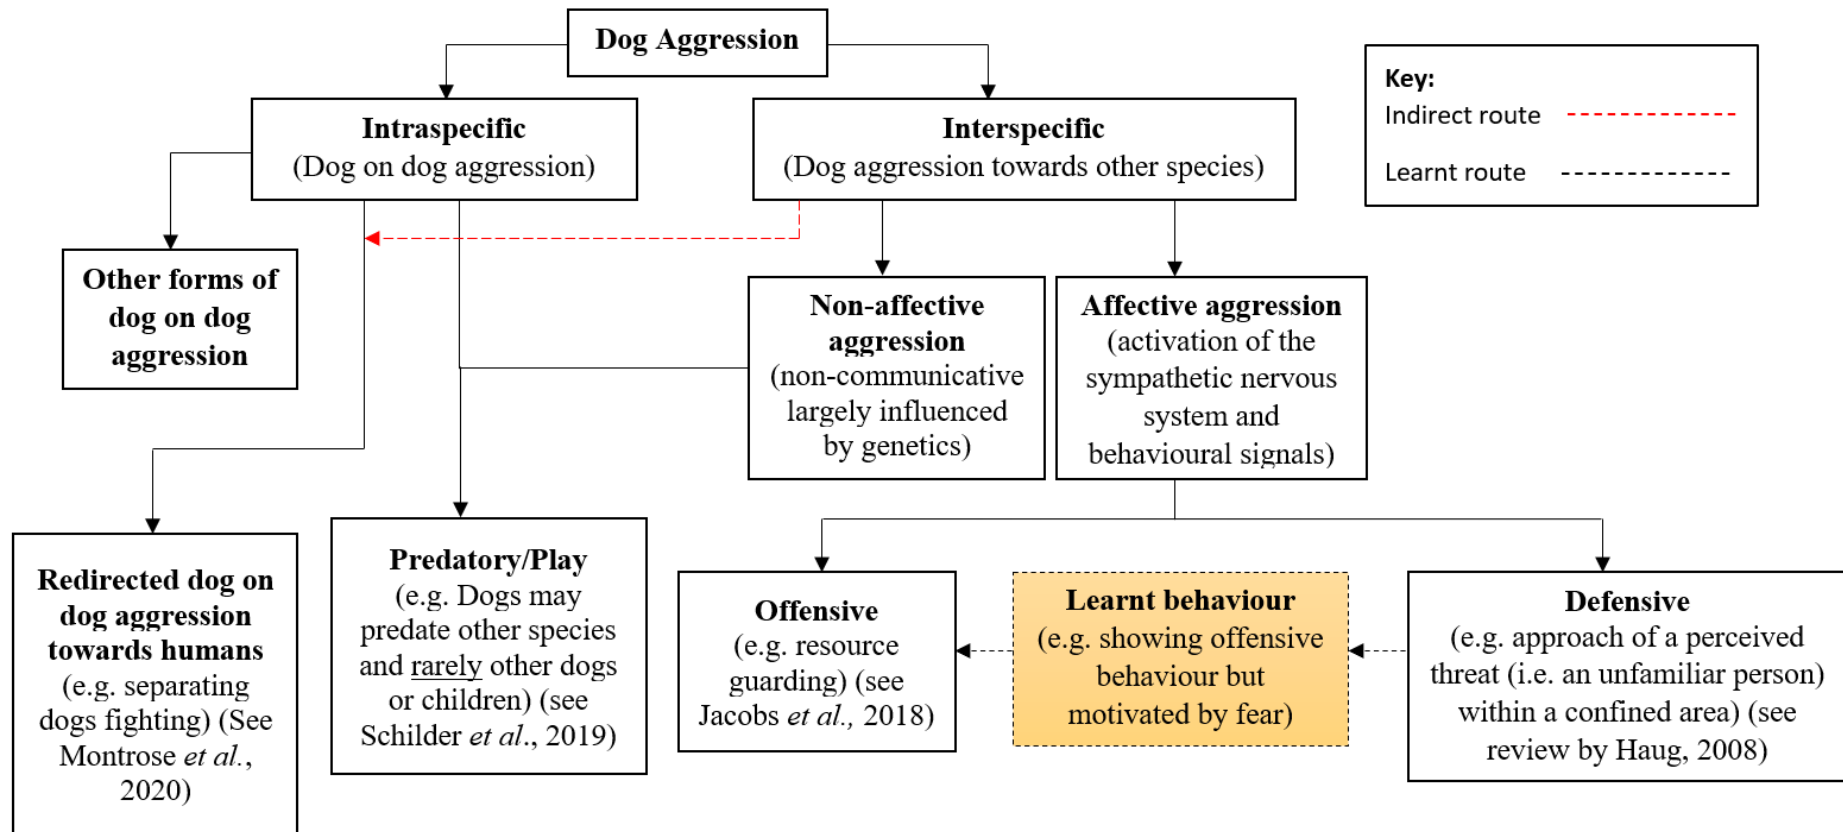 Dog Aggression
Key:
Indirect route
Learnt route
Intraspecific
(Dog on dog aggression)
Interspecific
(Dog aggression towards other species)
Other forms of
dog on dog
aggression
Non-affective
aggression
(non-communicative
largely influenced
by genetics)
Affective aggression
(activation of the
sympathetic nervous
system and
behavioural signals)
Redirected dog on
dog aggression
towards humans
(e.g. separating
dogs fighting) (See
Montrose et al.,
2020)
Predatory/Play
(e.g. Dogs may
predate other species
and rarely other dogs
or children) (see
Schilder et al., 2019)
Offensive
(e.g. resource
guarding) (see
Jacobs et al., 2018)
Learnt behaviour
(e.g. showing offensive
behaviour but
motivated by fear)
Defensive
(e.g. approach of a perceived
threat (i.e. an unfamiliar person)
within a confined area) (see
review by Haug, 2008)